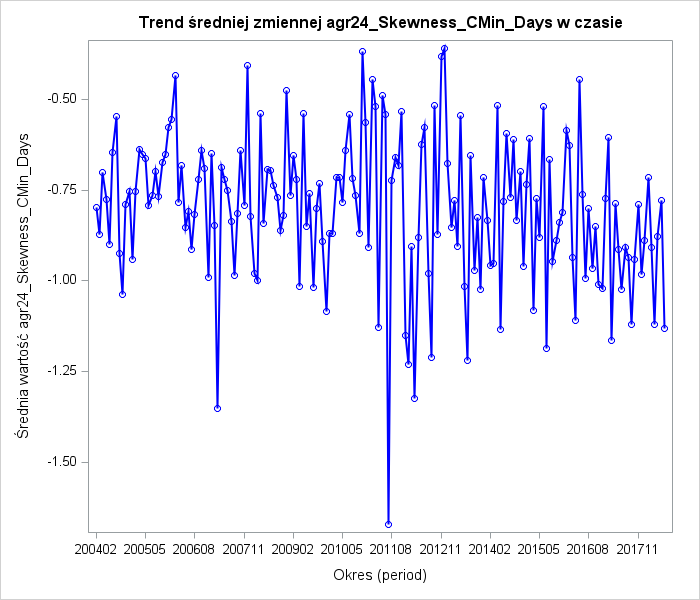 Trend średniej zmiennej agr24_Skewness_CMin_Days w czasie
Średnia wartość agr24_Skewness_CMin_Days
-0.50
-0.75
-1.00
-1.25
-1.50
200402 200505 200608 200711 200902 201005 201108 201211 201402 201505 201608 201711
Okres (period)